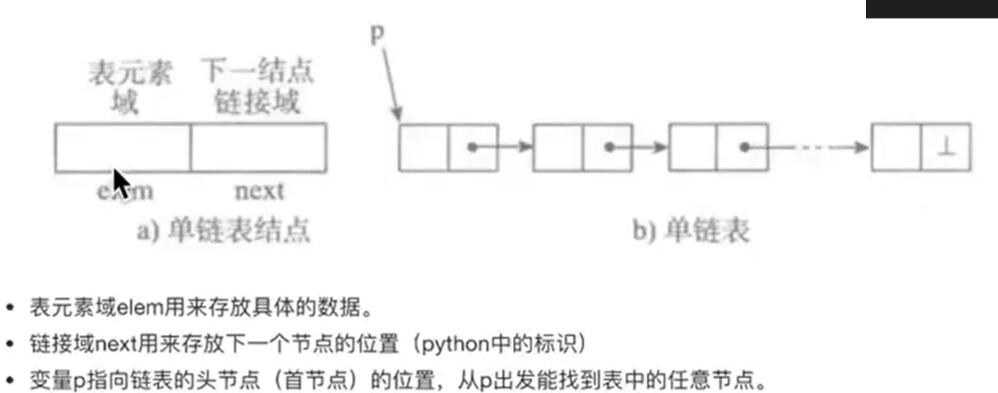 p
表元素
域
下一结点
链接域
elem
next
⊥
a) 单链表结点
b) 单链表
• 表元素域elem用来存放具体的数据。
• 链接域next用来存放下一个节点的位置（python中的标识）
• 变量p指向链表的头节点（首节点）的位置，从p出发能找到表中的任意节点。